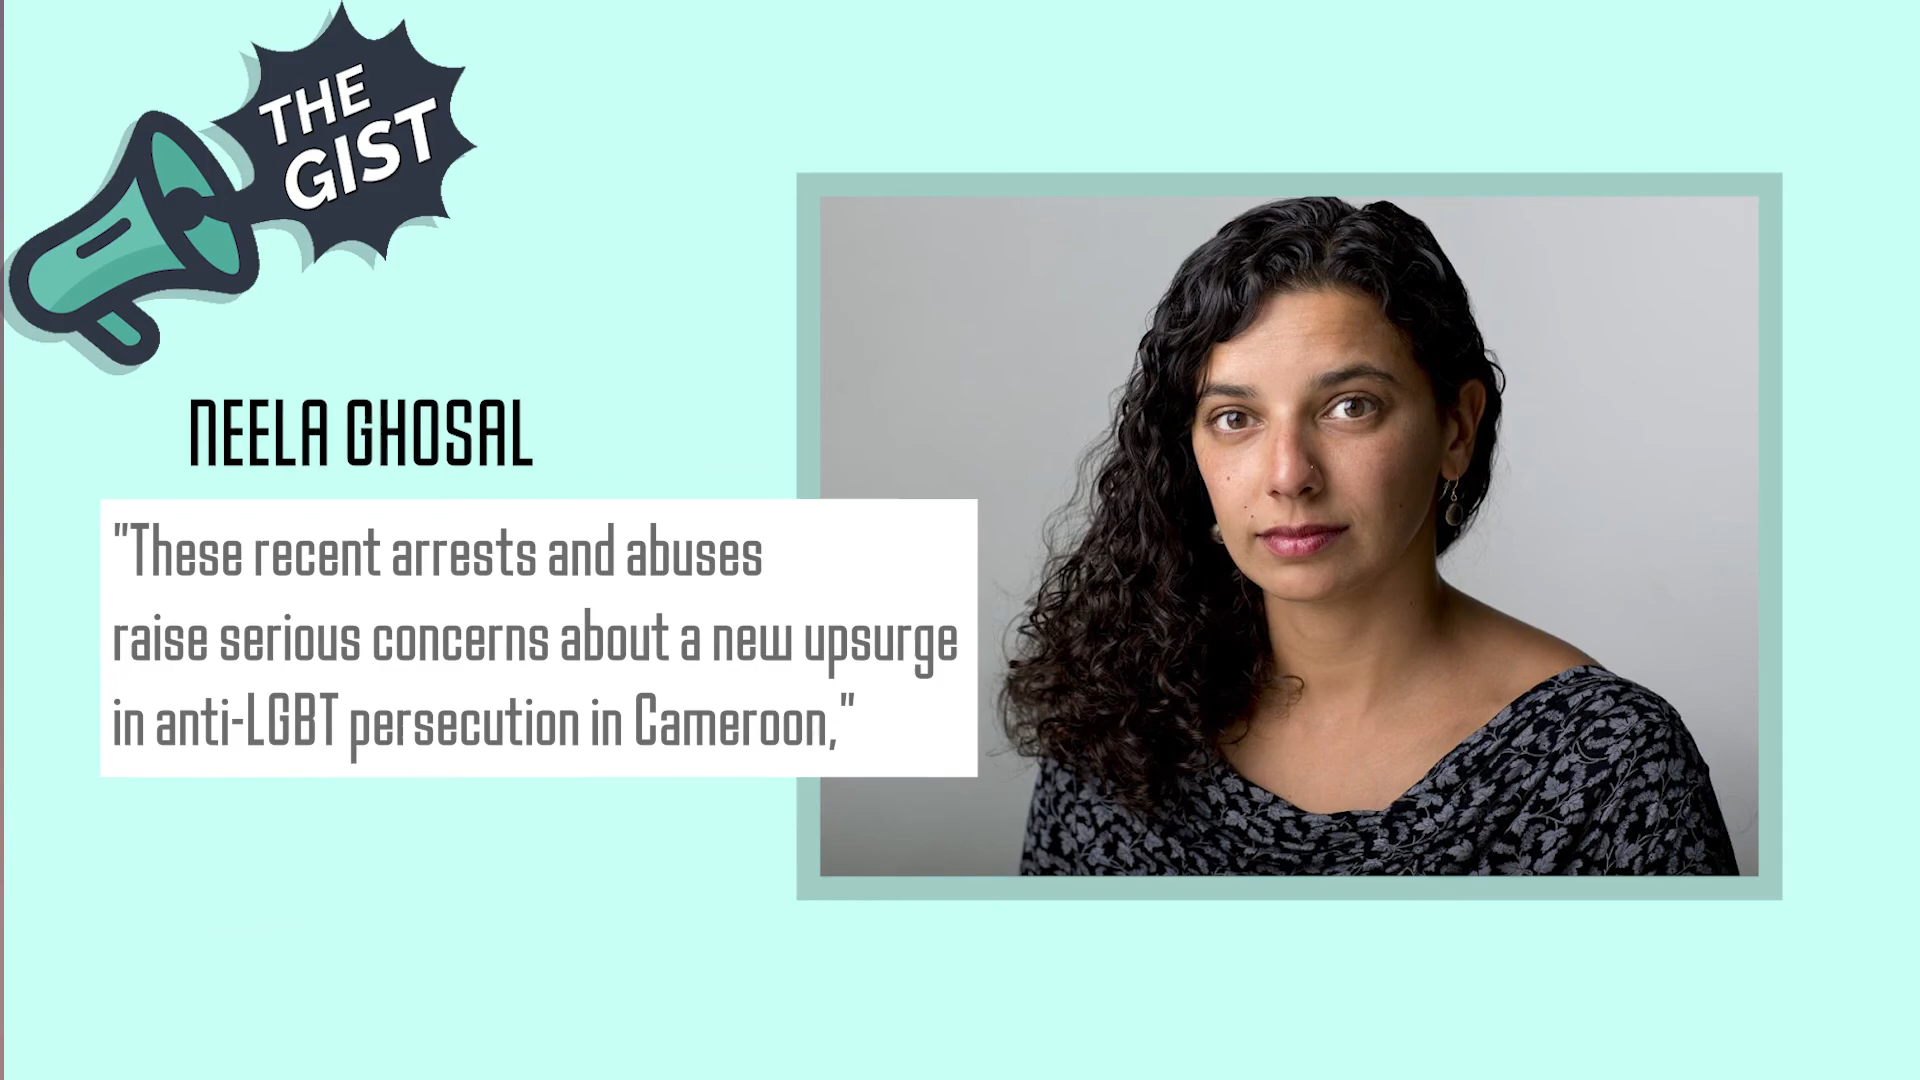 THE
GIST
NEELA GHOSAL
"These recent arrests and abuses
raise serious concerns about a new upsurge
in anti-LGBT persecution in Cameroon,"